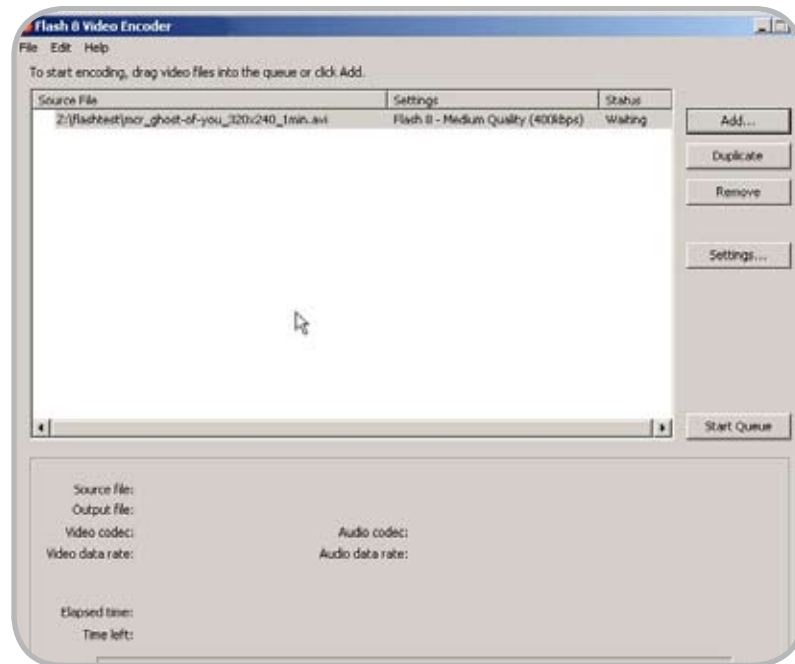 Flash 8 Video Encoder
File Edit Help
To start encoding, drag video files into the queue or click Add.
Source File Settings Status
Z:\flashtest\mcr_ghost-of-you_320x240_1min.avi Flash 8 - Medium Quality (400kbps) Waiting
Add...
Duplicate
Remove
Settings...
Start Queue
Source file:
Output file:
Video codec: Audio codec:
Video data rate: Audio data rate:
Elapsed time:
Time left: